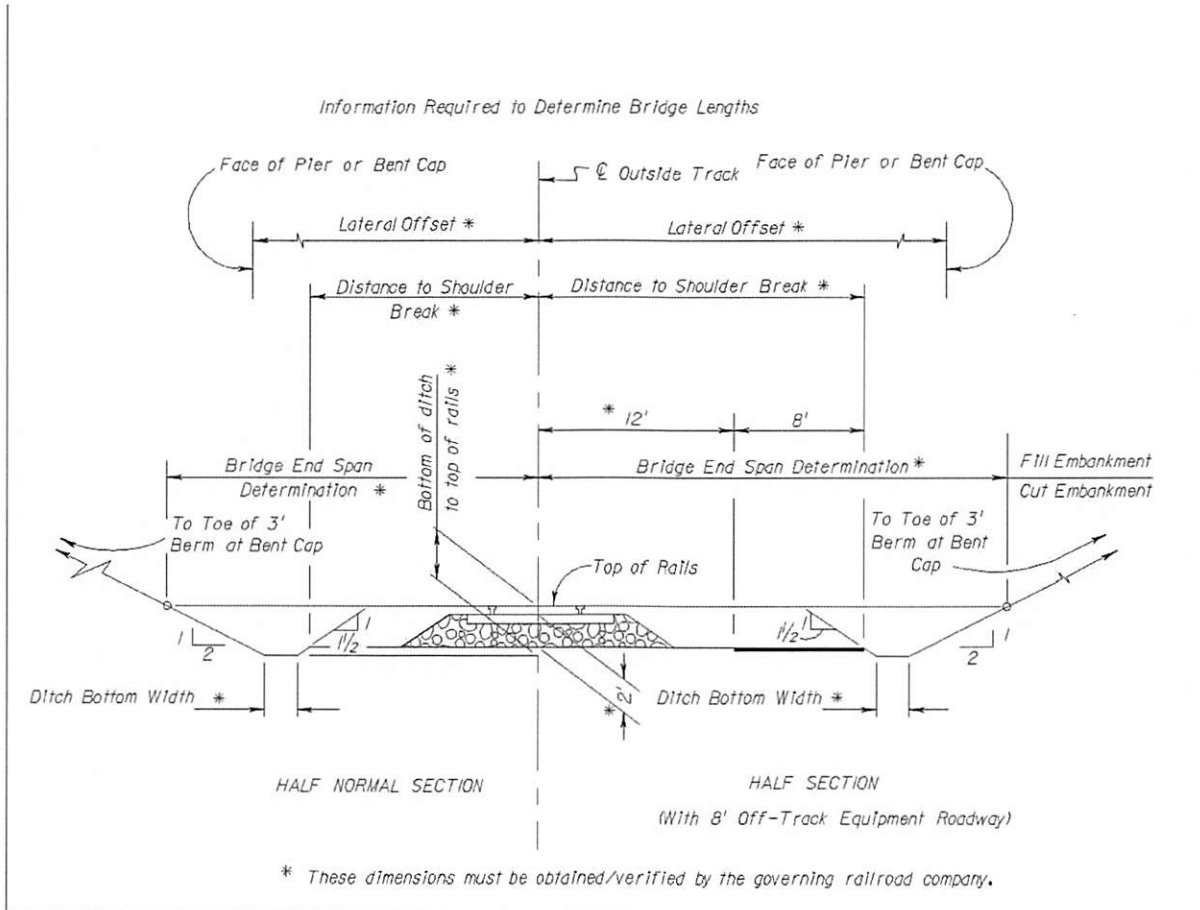 Information Required to Determine Bridge Lengths
Face of Pier or Bent Cap
℄ Outside Track
Face of Pier or Bent Cap
Lateral Offset *
Lateral Offset *
Distance to Shoulder
Break *
Distance to Shoulder Break *
Bottom of ditch
to top of rails *
* 12'
8'
Bridge End Span
Determination *
Bridge End Span Determination *
Fill Embankment
Cut Embankment
To Toe of 3'
Berm at Bent Cap
To Toe of 3'
Berm at Bent
Cap
Top of Rails
1
2
1
1½
1
1½
1
2
Ditch Bottom Width *
* 2'
Ditch Bottom Width *
HALF NORMAL SECTION
HALF SECTION
(With 8' Off-Track Equipment Roadway)
* These dimensions must be obtained/verified by the governing railroad company.